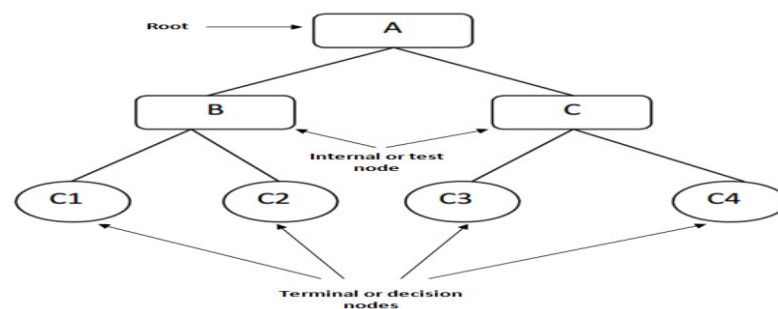 Root
A
B
C
Internal or test
node
C1
C2
C3
C4
Terminal or decision
nodes